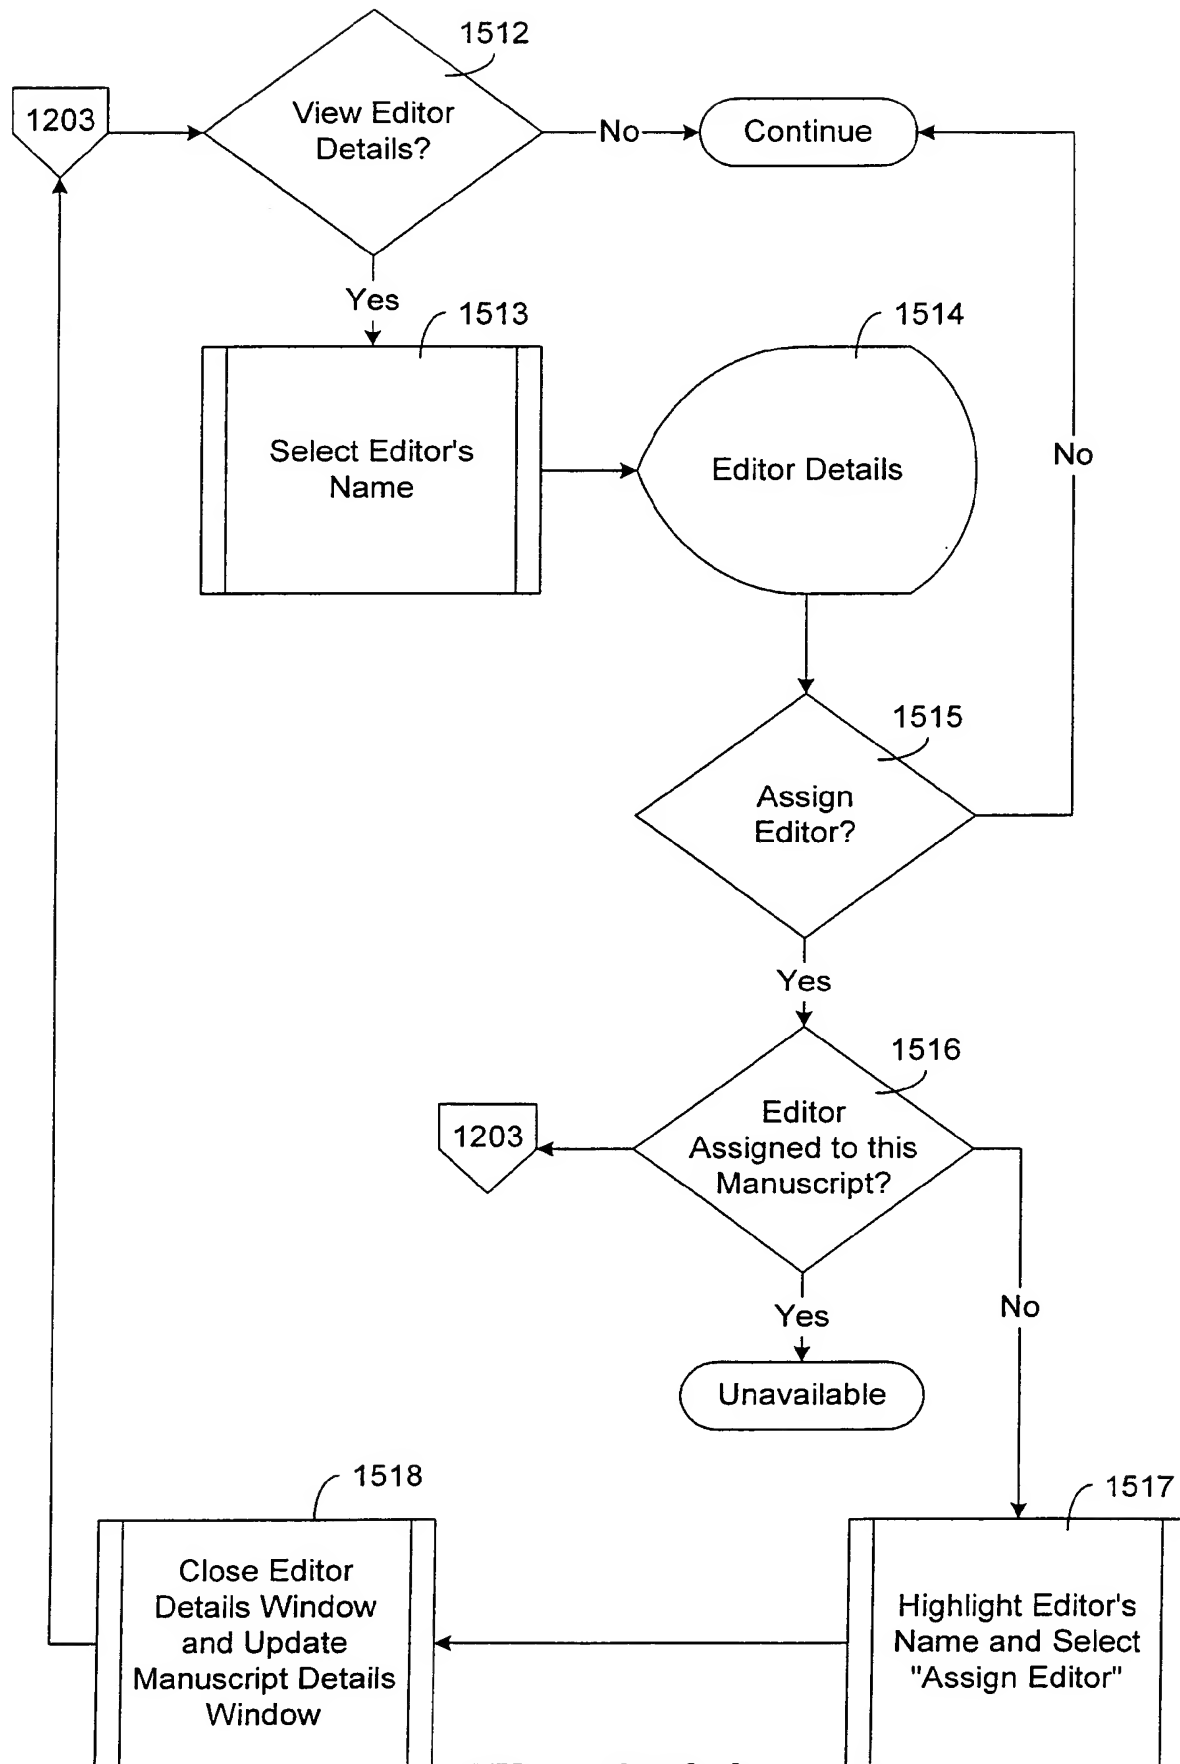 1512
1203
View Editor
Details?
No
Continue
Yes
1513
1514
Select Editor's
Name
Editor Details
No
1515
Assign
Editor?
Yes
1516
1203
Editor
Assigned to this
Manuscript?
Yes
No
Unavailable
1518
1517
Close Editor
Details Window
and Update
Manuscript Details
Window
Highlight Editor's
Name and Select
"Assign Editor"